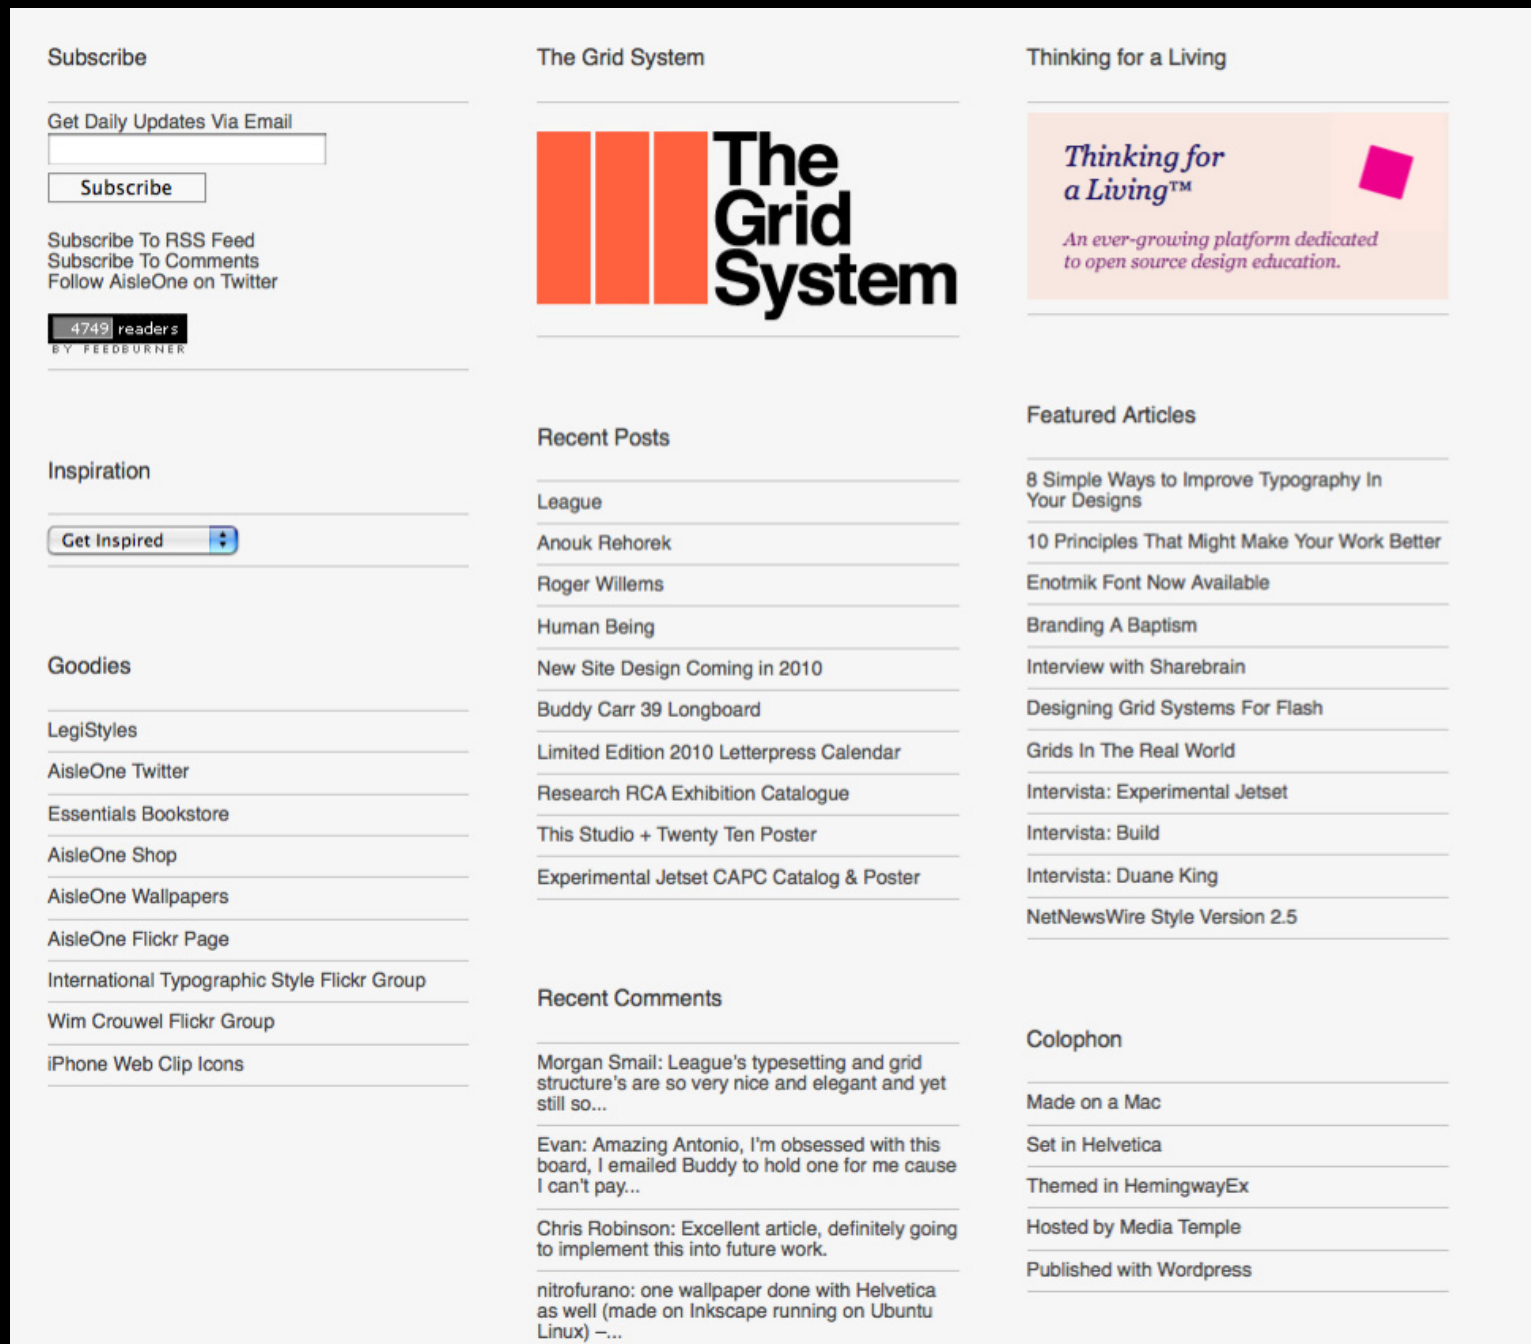 Subscribe
Get Daily Updates Via Email
Subscribe
Subscribe To RSS Feed
Subscribe To Comments
Follow AisleOne on Twitter
4749 readers
BY FEEDBURNER
Inspiration
Get Inspired
Goodies
LegiStyles
AisleOne Twitter
Essentials Bookstore
AisleOne Shop
AisleOne Wallpapers
AisleOne Flickr Page
International Typographic Style Flickr Group
Wim Crouwel Flickr Group
iPhone Web Clip Icons
The Grid System
The
Grid
System
Recent Posts
League
Anouk Rehorek
Roger Willems
Human Being
New Site Design Coming in 2010
Buddy Carr 39 Longboard
Limited Edition 2010 Letterpress Calendar
Research RCA Exhibition Catalogue
This Studio + Twenty Ten Poster
Experimental Jetset CAPC Catalog & Poster
Recent Comments
Morgan Smail: League's typesetting and grid
structure's are so very nice and elegant and yet
still so...
Evan: Amazing Antonio, I'm obsessed with this
board, I emailed Buddy to hold one for me cause
I can't pay...
Chris Robinson: Excellent article, definitely going
to implement this into future work.
nitrofurano: one wallpaper done with Helvetica
as well (made on Inkscape running on Ubuntu
Linux) –...
Thinking for a Living
Thinking for
a Living™
An ever-growing platform dedicated
to open source design education.
Featured Articles
8 Simple Ways to Improve Typography In
Your Designs
10 Principles That Might Make Your Work Better
Enotmik Font Now Available
Branding A Baptism
Interview with Sharebrain
Designing Grid Systems For Flash
Grids In The Real World
Intervista: Experimental Jetset
Intervista: Build
Intervista: Duane King
NetNewsWire Style Version 2.5
Colophon
Made on a Mac
Set in Helvetica
Themed in HemingwayEx
Hosted by Media Temple
Published with Wordpress